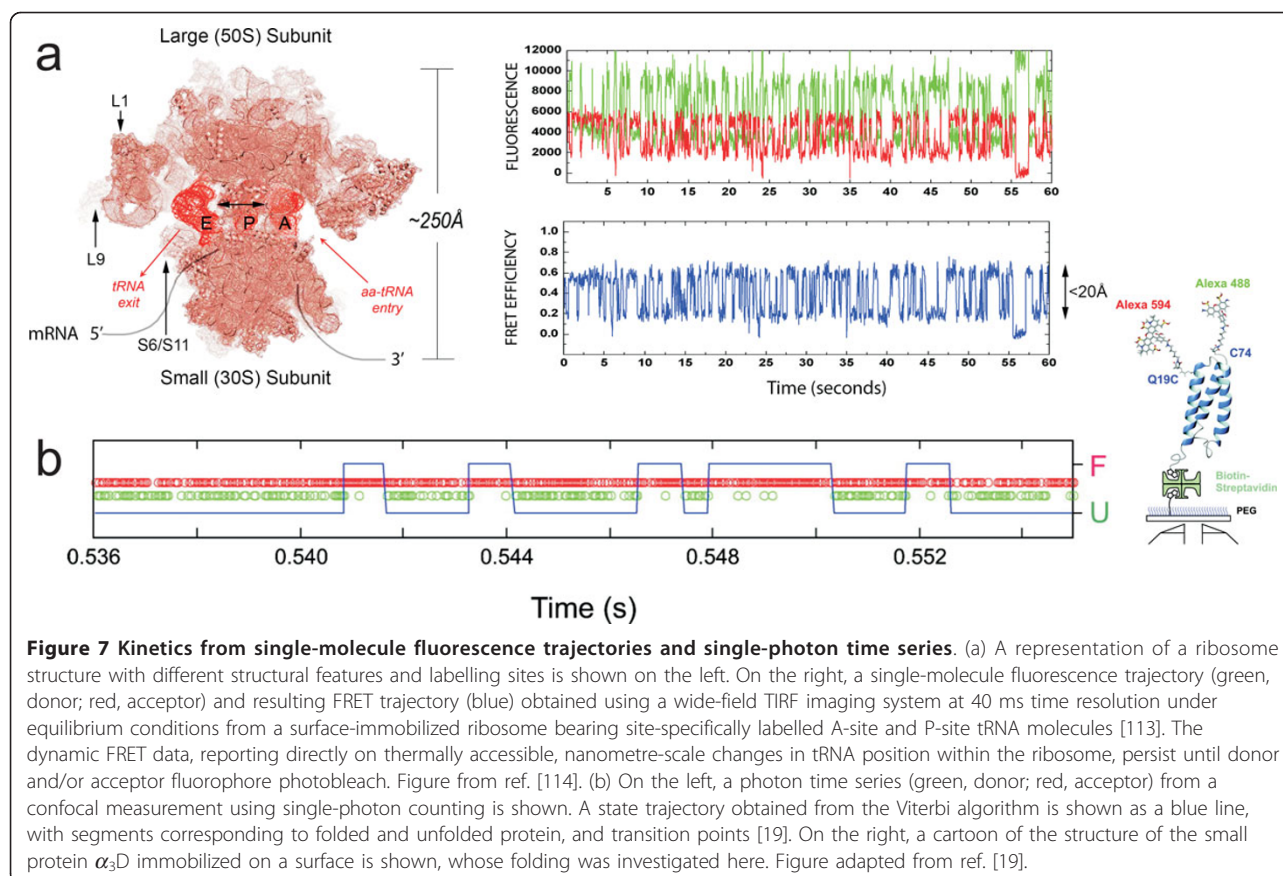 a
Large (50S) Subunit
L1
L9
E P A
~250Å
tRNA
exit
aa-tRNA
entry
mRNA 5′
S6/S11
3′
Small (30S) Subunit
FLUORESCENCE
12000
10000
8000
6000
4000
2000
0
5 10 15 20 25 30 35 40 45 50 55 60
FRET EFFICIENCY
1.0
0.8
0.6
0.4
0.2
0.0
0 5 10 15 20 25 30 35 40 45 50 55 60
Time (seconds)
<20Å
Alexa 488
Alexa 594
C74
Q19C
Biotin-
Streptavidin
PEG
b
F
U
0.536 0.540 0.544 0.548 0.552
Time (s)
Figure 7 Kinetics from single-molecule fluorescence trajectories and single-photon time series. (a) A representation of a ribosome
structure with different structural features and labelling sites is shown on the left. On the right, a single-molecule fluorescence trajectory (green,
donor; red, acceptor) and resulting FRET trajectory (blue) obtained using a wide-field TIRF imaging system at 40 ms time resolution under
equilibrium conditions from a surface-immobilized ribosome bearing site-specifically labelled A-site and P-site tRNA molecules [113]. The
dynamic FRET data, reporting directly on thermally accessible, nanometre-scale changes in tRNA position within the ribosome, persist until donor
and/or acceptor fluorophore photobleach. Figure from ref. [114]. (b) On the left, a photon time series (green, donor; red, acceptor) from a
confocal measurement using single-photon counting is shown. A state trajectory obtained from the Viterbi algorithm is shown as a blue line,
with segments corresponding to folded and unfolded protein, and transition points [19]. On the right, a cartoon of the structure of the small
protein α₃D immobilized on a surface is shown, whose folding was investigated here. Figure adapted from ref. [19].